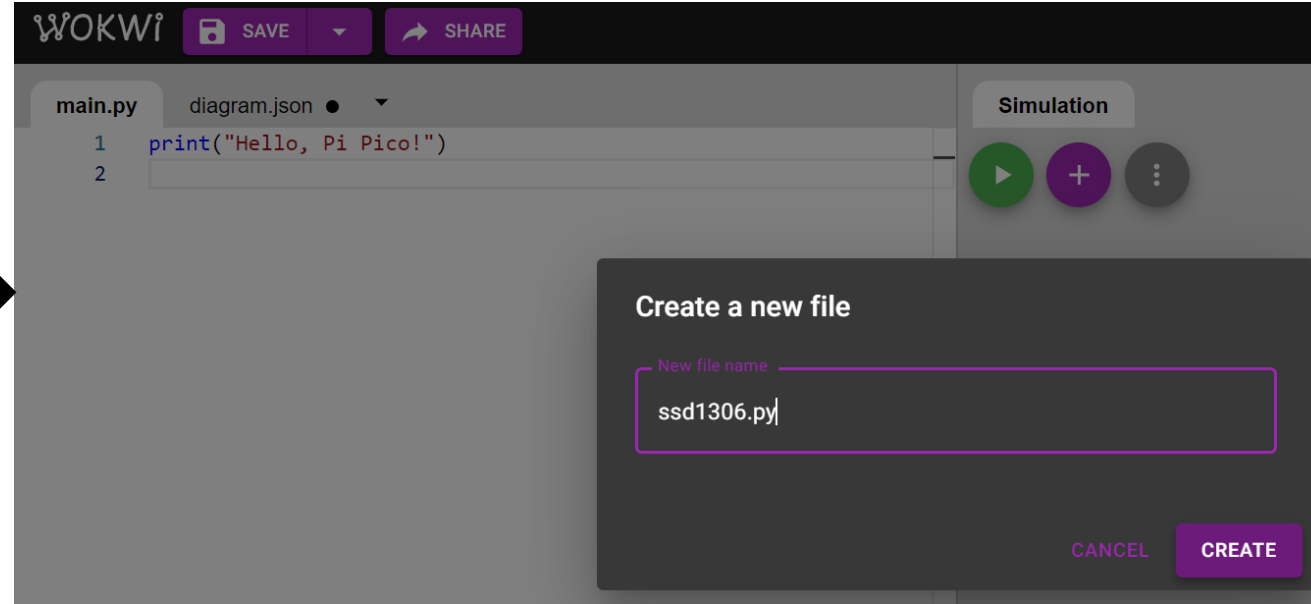 WOKWi SAVE SHARE
main.py diagram.json Simulation
1 print("Hello, Pi Pico!")
2
Create a new file
New file name
ssd1306.py
CANCEL CREATE